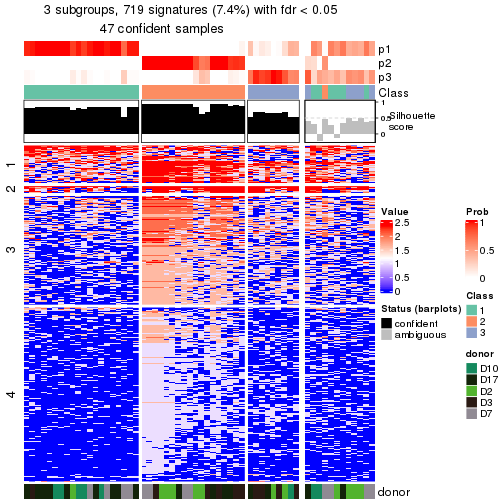 3 subgroups, 719 signatures (7.4%) with fdr < 0.05
47 confident samples
p1
p2
p3
Class
1
0.5
0
Silhouette
score
1
2
3
4
donor
Value
2.5
2
1.5
1
0.5
0
Prob
1
0.5
0
Status (barplots)
confident
ambiguous
Class
1
2
3
donor
D10
D17
D2
D3
D7